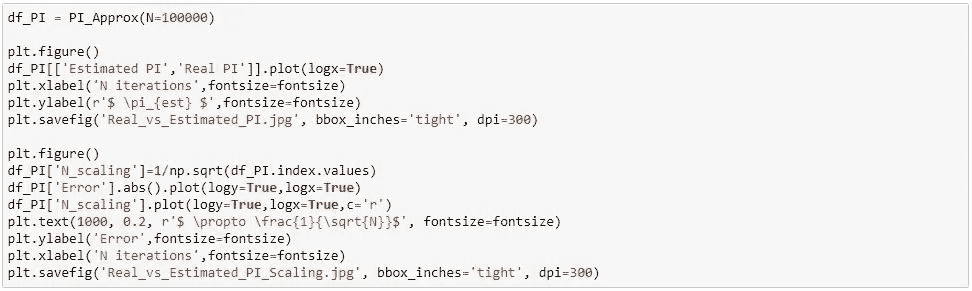 df_PI = PI_Approx(N=100000)

plt.figure()
df_PI[['Estimated PI','Real PI']].plot(logx=True)
plt.xlabel('N iterations',fontsize=fontsize)
plt.ylabel(r'$ \pi_{est} $',fontsize=fontsize)
plt.savefig('Real_vs_Estimated_PI.jpg', bbox_inches='tight', dpi=300)

plt.figure()
df_PI['N_scaling']=1/np.sqrt(df_PI.index.values)
df_PI['Error'].abs().plot(logy=True,logx=True)
df_PI['N_scaling'].plot(logy=True,logx=True,c='r')
plt.text(1000, 0.2, r'$ \propto \frac{1}{\sqrt{N}}$', fontsize=fontsize)
plt.ylabel('Error',fontsize=fontsize)
plt.xlabel('N iterations',fontsize=fontsize)
plt.savefig('Real_vs_Estimated_PI_Scaling.jpg', bbox_inches='tight', dpi=300)